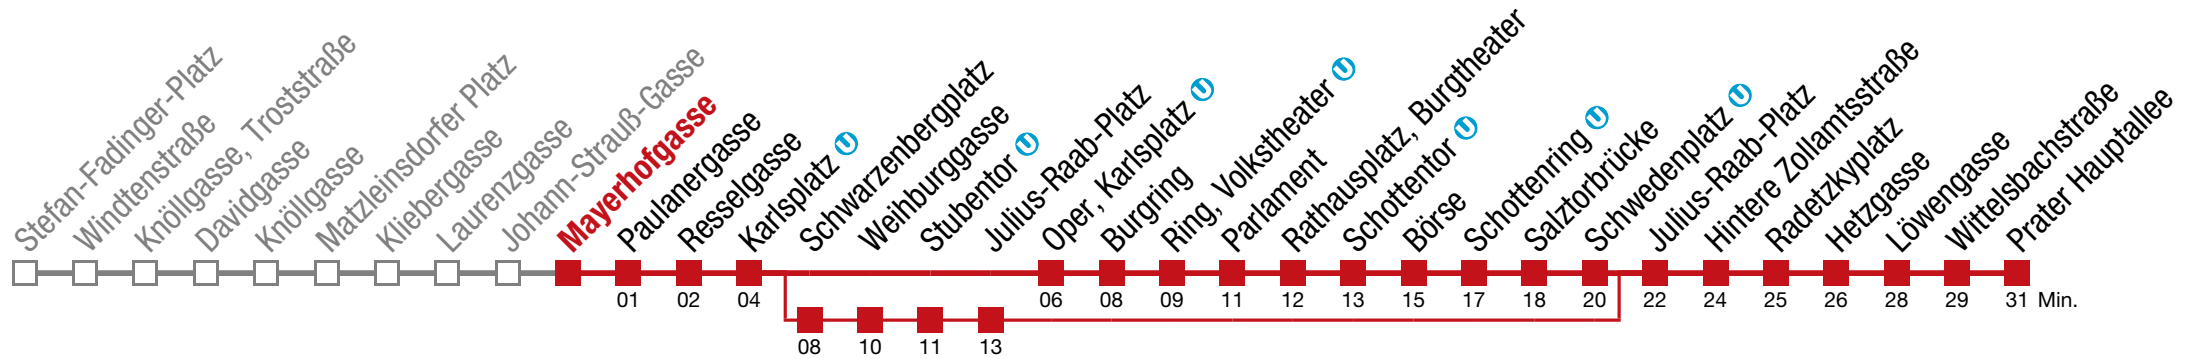 Stefan-Fadinger-Platz
Windtenstraße
Knöllgasse, Troststraße
Davidgasse
Knöllgasse
Matzleinsdorfer Platz
Kliebergasse
Laurenzgasse
Johann-Strauß-Gasse
Mayerhofgasse
Paulanergasse
Resselgasse
Karlsplatz U
Schwarzenbergplatz
Weihburggasse
Stubentor U
Julius-Raab-Platz
Oper, Karlsplatz U
Burgring
Ring, Volkstheater U
Parlament
Rathausplatz, Burgtheater
Schottentor U
Börse
Schottenring U
Salztorbrücke
Schwedenplatz U
Julius-Raab-Platz
Hintere Zollamtsstraße
Radetzkyplatz
Hetzgasse
Löwengasse
Wittelsbachstraße
Prater Hauptallee
01 02 04 06 08 09 11 12 13 15 17 18 20 22 24 25 26 28 29 31 Min.
08 10 11 13